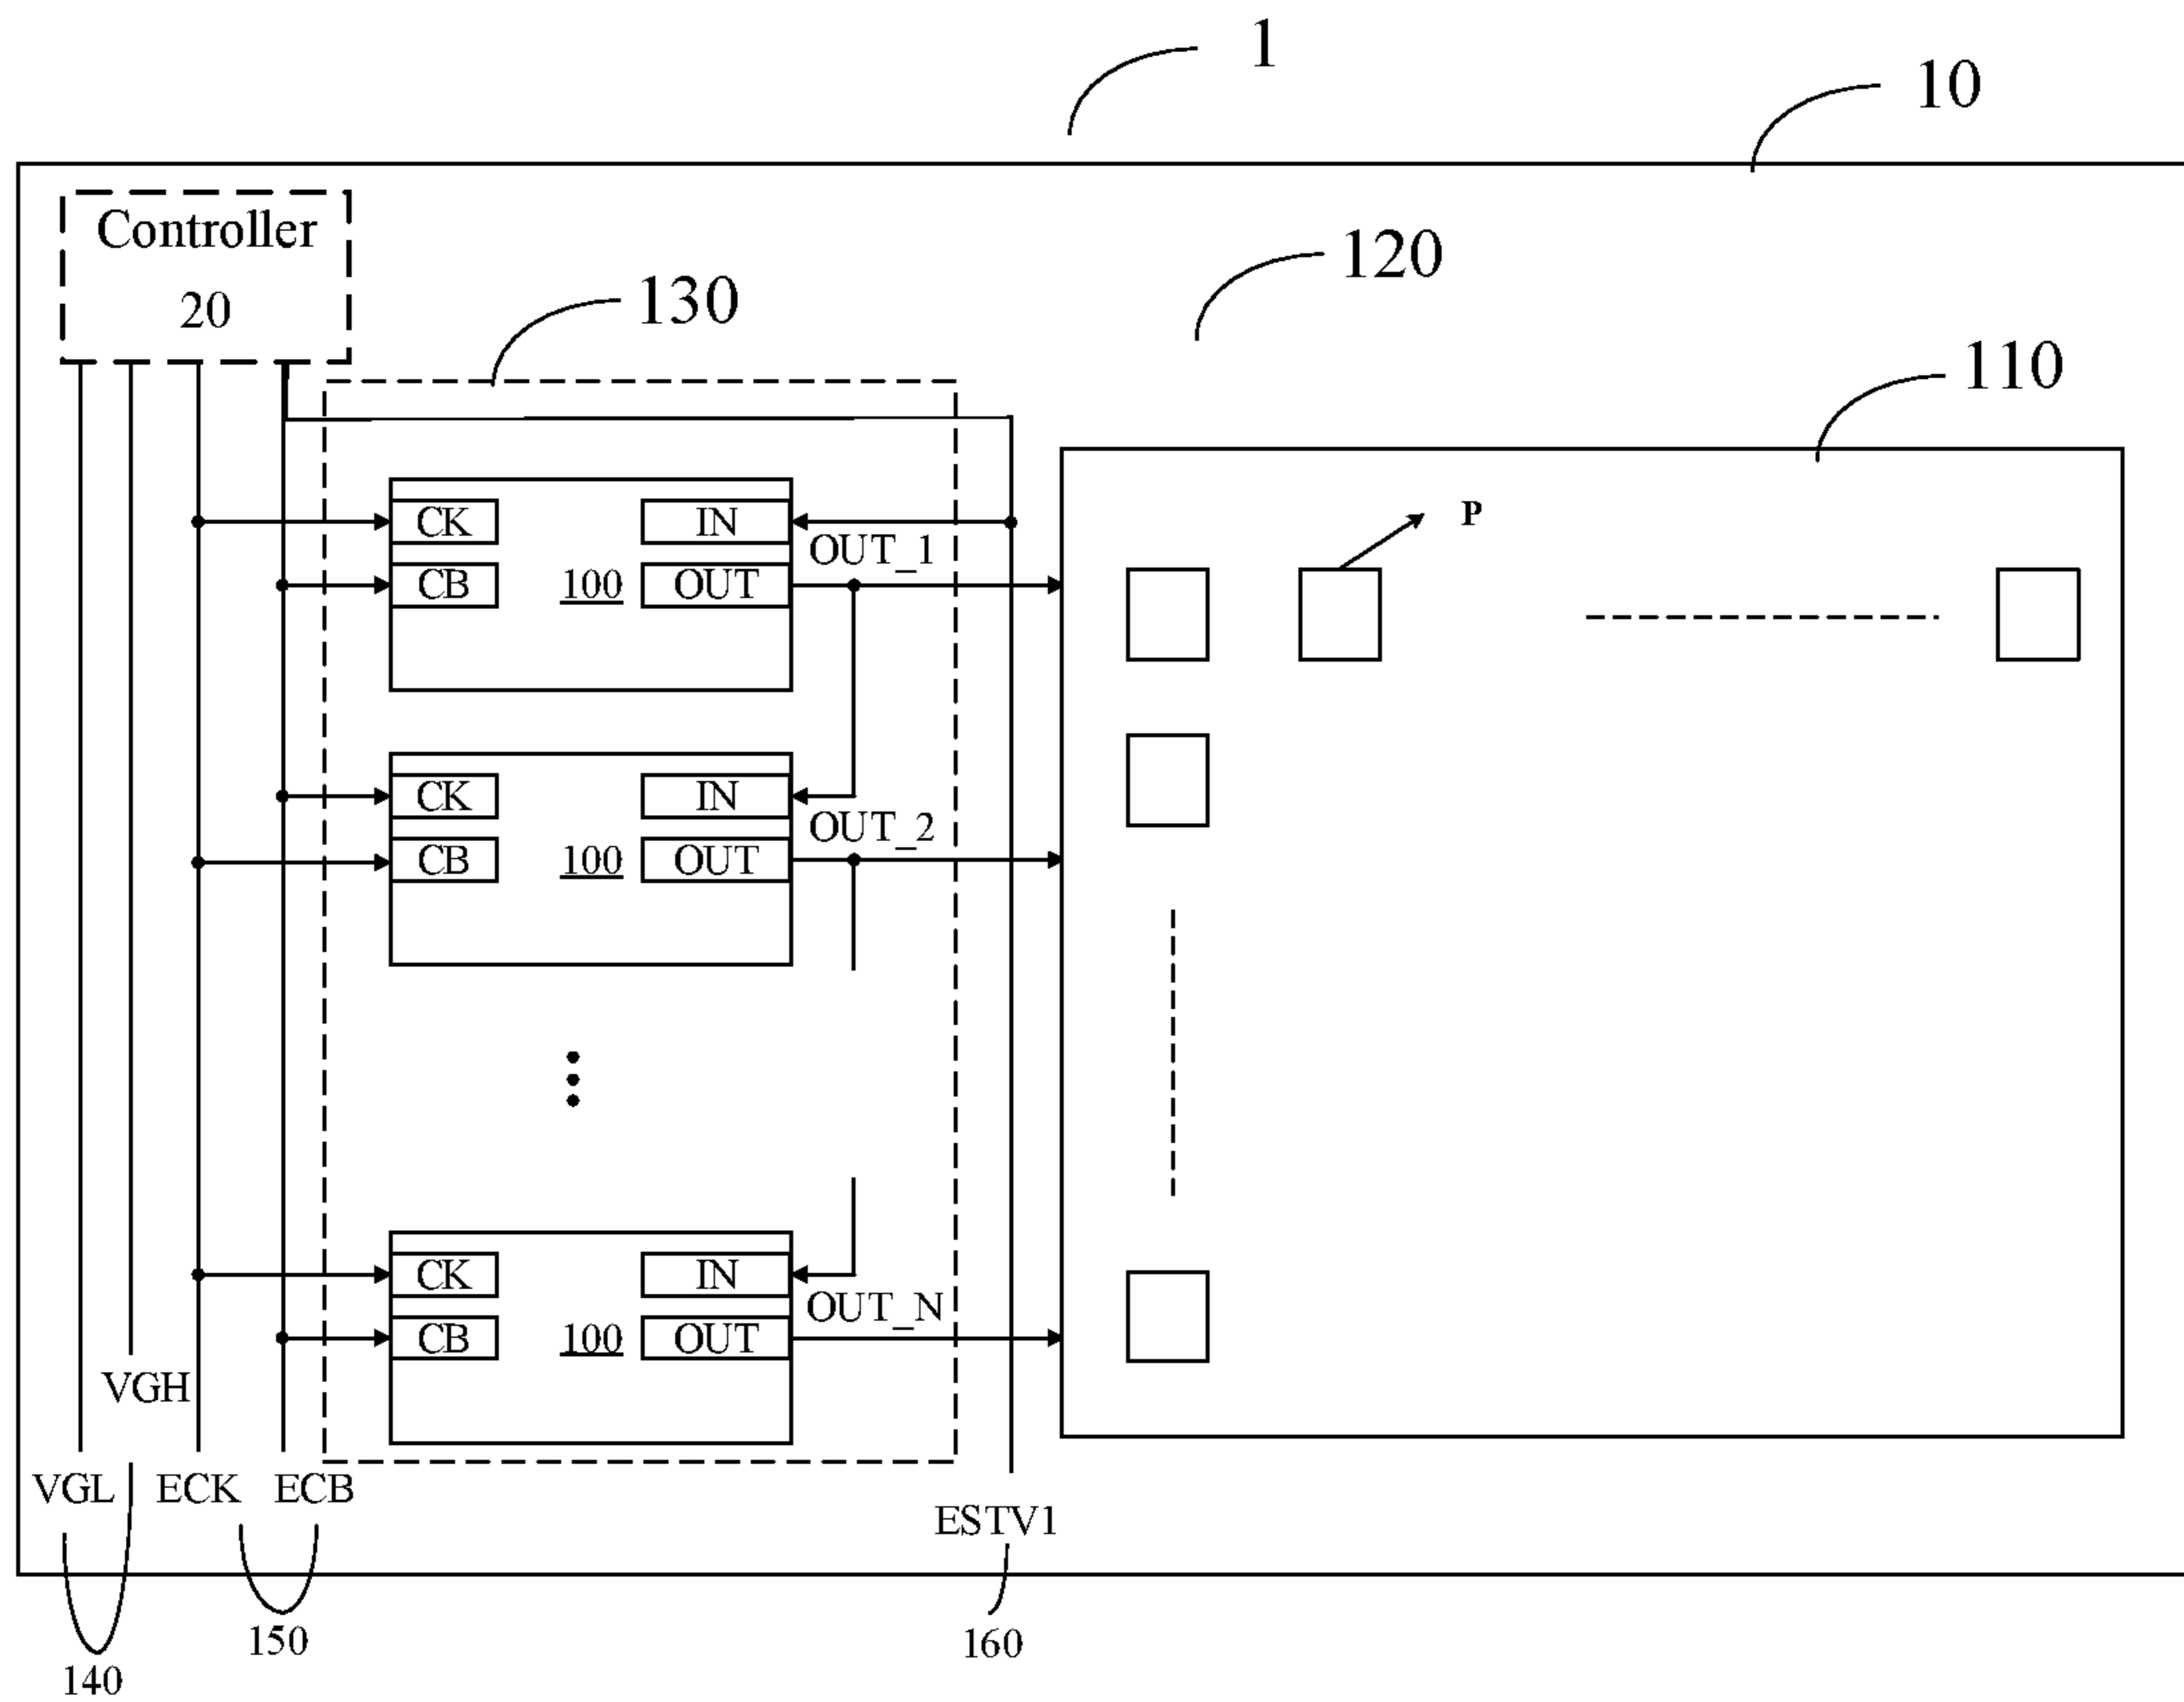 1
10
Controller
20
120
130
110
CK
IN
P
OUT_1
CB
100
OUT
CK
IN
OUT_2
CB
100
OUT
CK
IN
OUT_N
CB
100
OUT
VGH
VGL
ECK
ECB
ESTV1
150
160
140